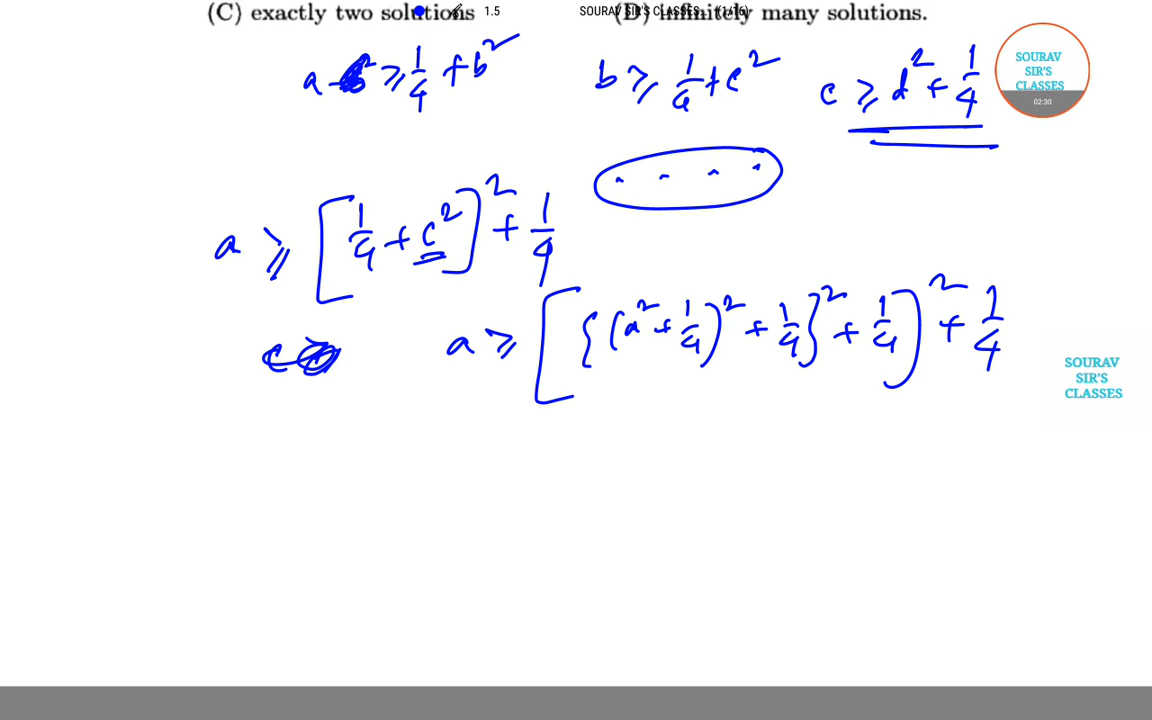 (C) exactly two solutions 1.5 SOURAV SIR'S CLASSES (D) infinitely many solutions.
a ≥ 1/4 + b² b ≥ 1/4 + c² c ≥ d² + 1/4
SOURAV
SIR'S
CLASSES
02:30
a ≥ [1/4 + c²]² + 1/4
a ≥ [{(a² + 1/4)² + 1/4}² + 1/4)² + 1/4
SOURAV
SIR'S
CLASSES